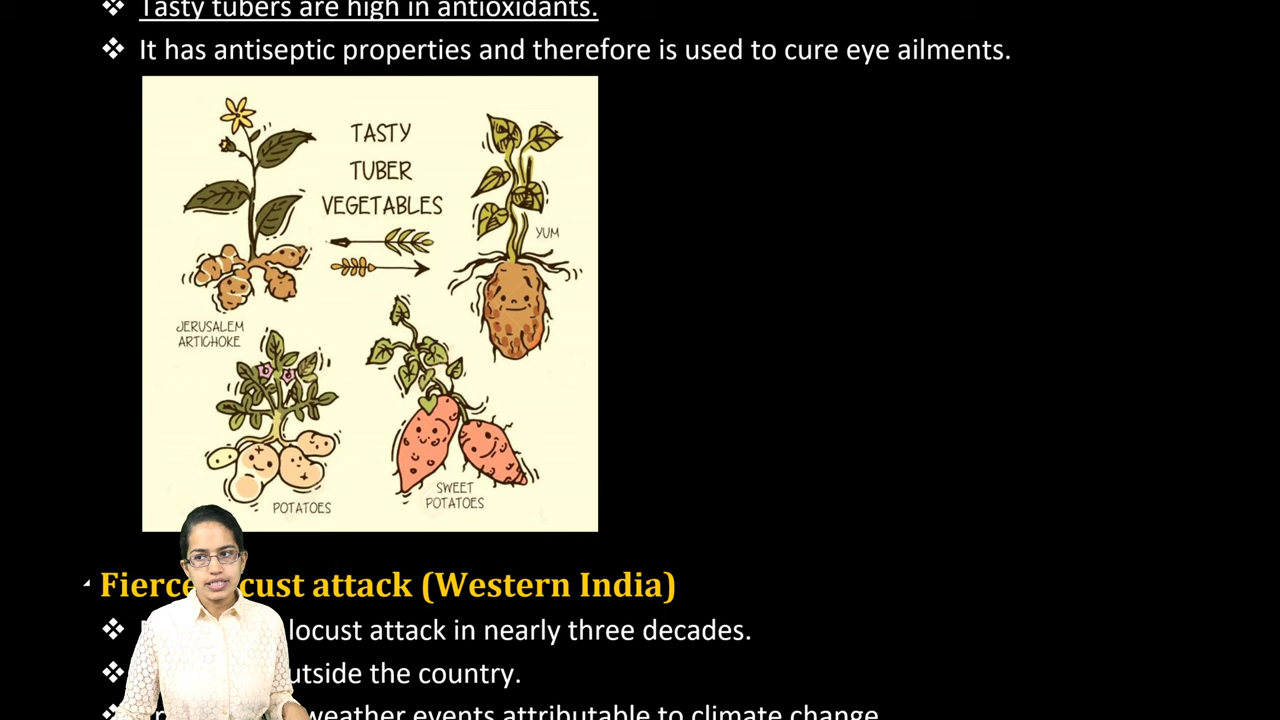 ❖ Tasty tubers are high in antioxidants.
❖ It has antiseptic properties and therefore is used to cure eye ailments.
TASTY
TUBER
VEGETABLES
YUM
JERUSALEM
ARTICHOKE
SWEET
POTATOES
POTATOES
Fierce attack (Western India)
❖ locust attack in nearly three decades.
❖ the country.
❖ weather events attributable to climate change